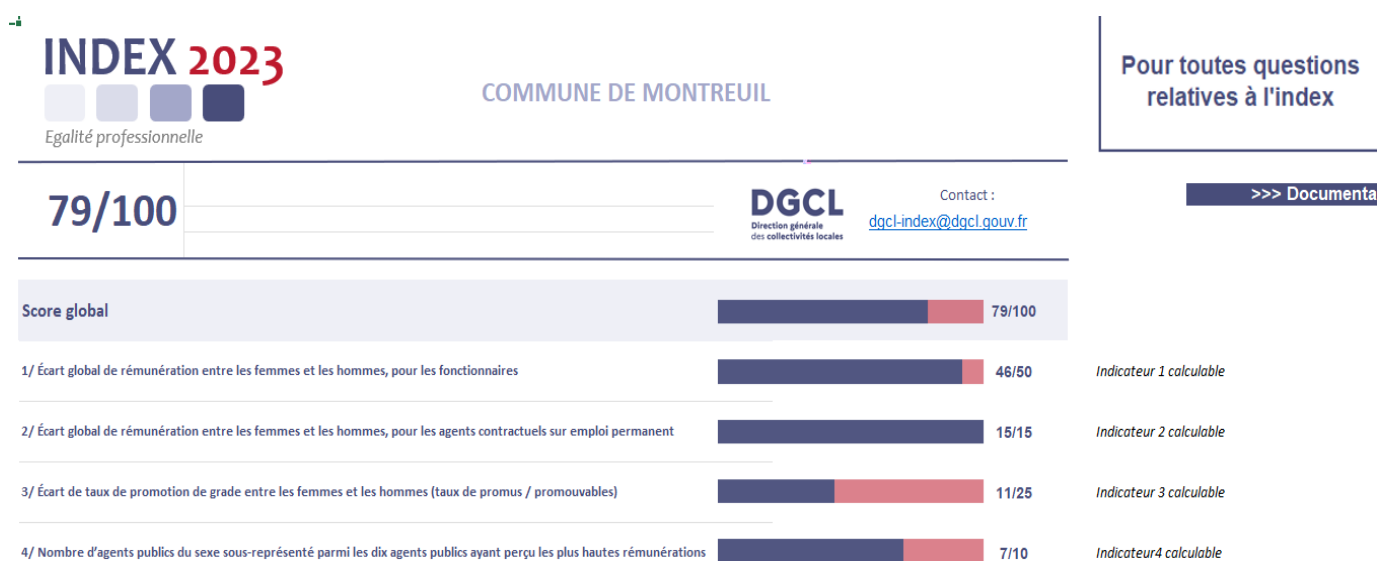 INDEX 2023
Egalité professionnelle
COMMUNE DE MONTREUIL
Pour toutes questions
relatives à l'index
79/100
DGCL
Direction générale
des collectivités locales
Contact :
dgcl-index@dgcl.gouv.fr
>>> Documenta
Score global 79/100
1/ Écart global de rémunération entre les femmes et les hommes, pour les fonctionnaires 46/50 Indicateur 1 calculable
2/ Écart global de rémunération entre les femmes et les hommes, pour les agents contractuels sur emploi permanent 15/15 Indicateur 2 calculable
3/ Écart de taux de promotion de grade entre les femmes et les hommes (taux de promus / promouvables) 11/25 Indicateur 3 calculable
4/ Nombre d'agents publics du sexe sous-représenté parmi les dix agents publics ayant perçu les plus hautes rémunérations 7/10 Indicateur4 calculable